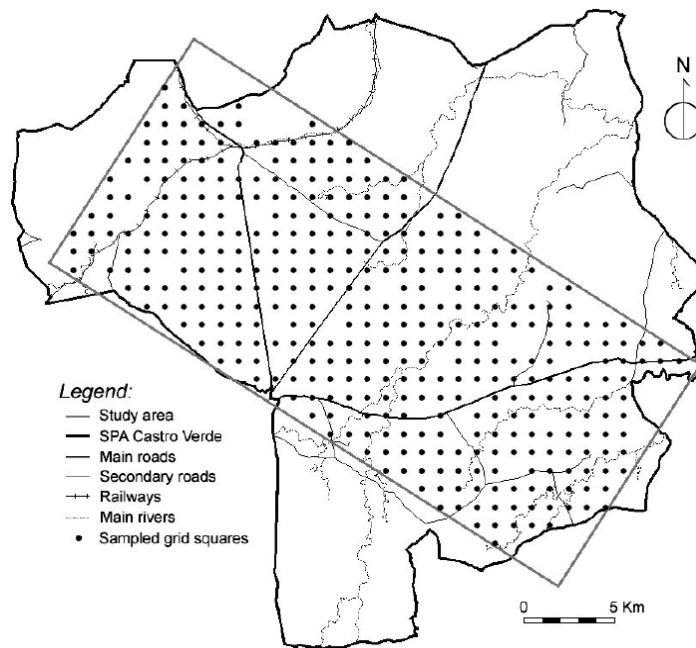 N
Legend:
Study area
SPA Castro Verde
Main roads
Secondary roads
Railways
Main rivers
Sampled grid squares
0 5 Km